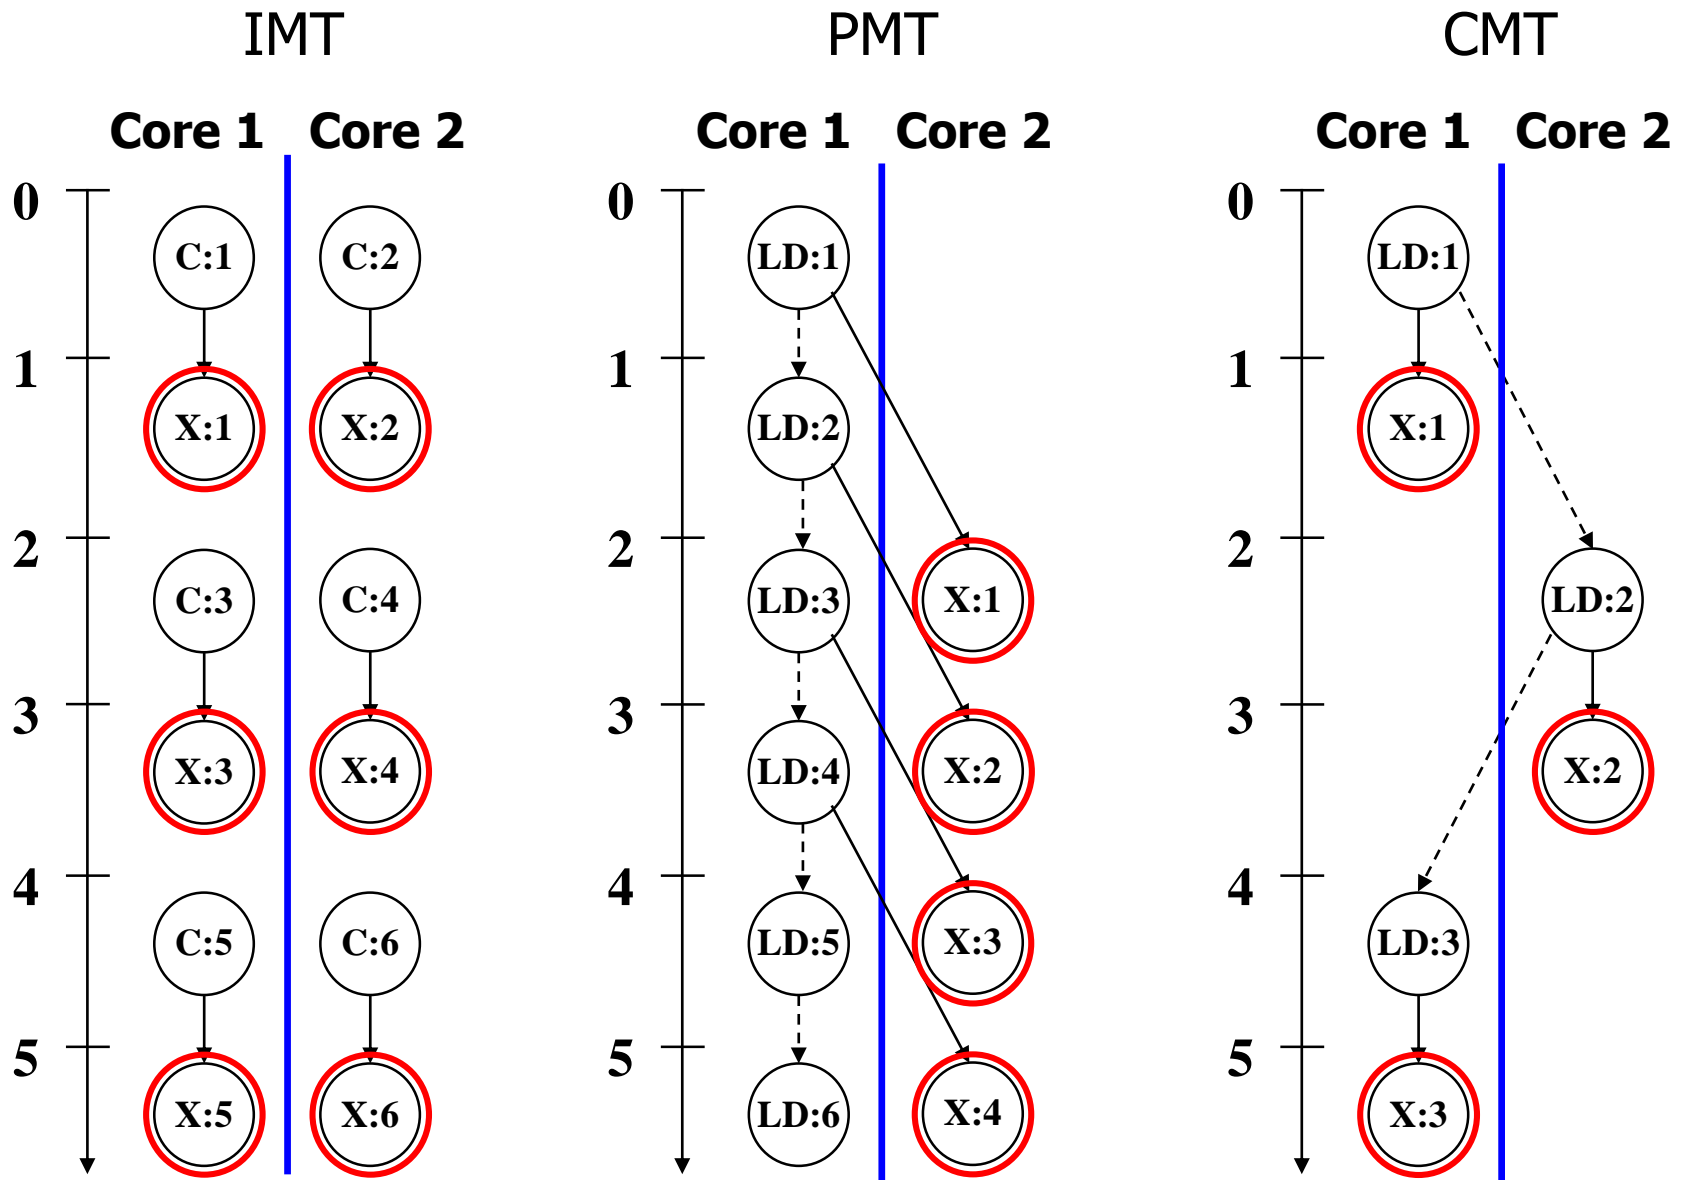 IMT PMT CMT
Core 1 Core 2 Core 1 Core 2 Core 1 Core 2
0 0 0
C:1 C:2 LD:1 LD:1
1 1 1
X:1 X:2 LD:2 X:1
2 2 2
C:3 C:4 LD:3 X:1 LD:2
3 3 3
X:3 X:4 LD:4 X:2 X:2
4 4 4
C:5 C:6 LD:5 X:3 LD:3
5 5 5
X:5 X:6 LD:6 X:4 X:3